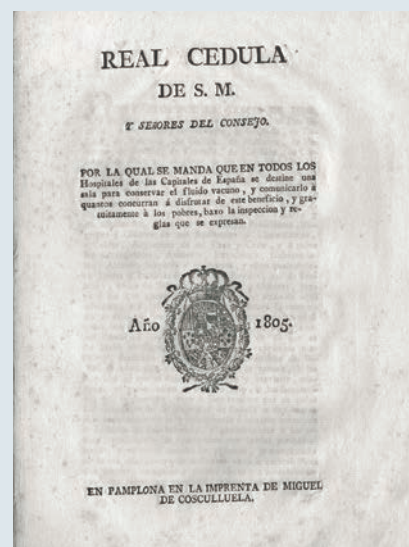 REAL CEDULA
DE S. M.
Y SEÑORES DEL CONSEJO.
POR LA QUAL SE MANDA QUE EN TODOS LOS
Hospitales de las Capitales de España se destine una
sala para conservar el fluido vacuno, y comunicarlo à
quantos concurran á disfrutar de este beneficio, y gra-
tuitamente à los pobres, baxo la inspeccion y re-
glas que se expresan.
Año 1805.
EN PAMPLONA EN LA IMPRENTA DE MIGUEL
DE COSCULLUELA.